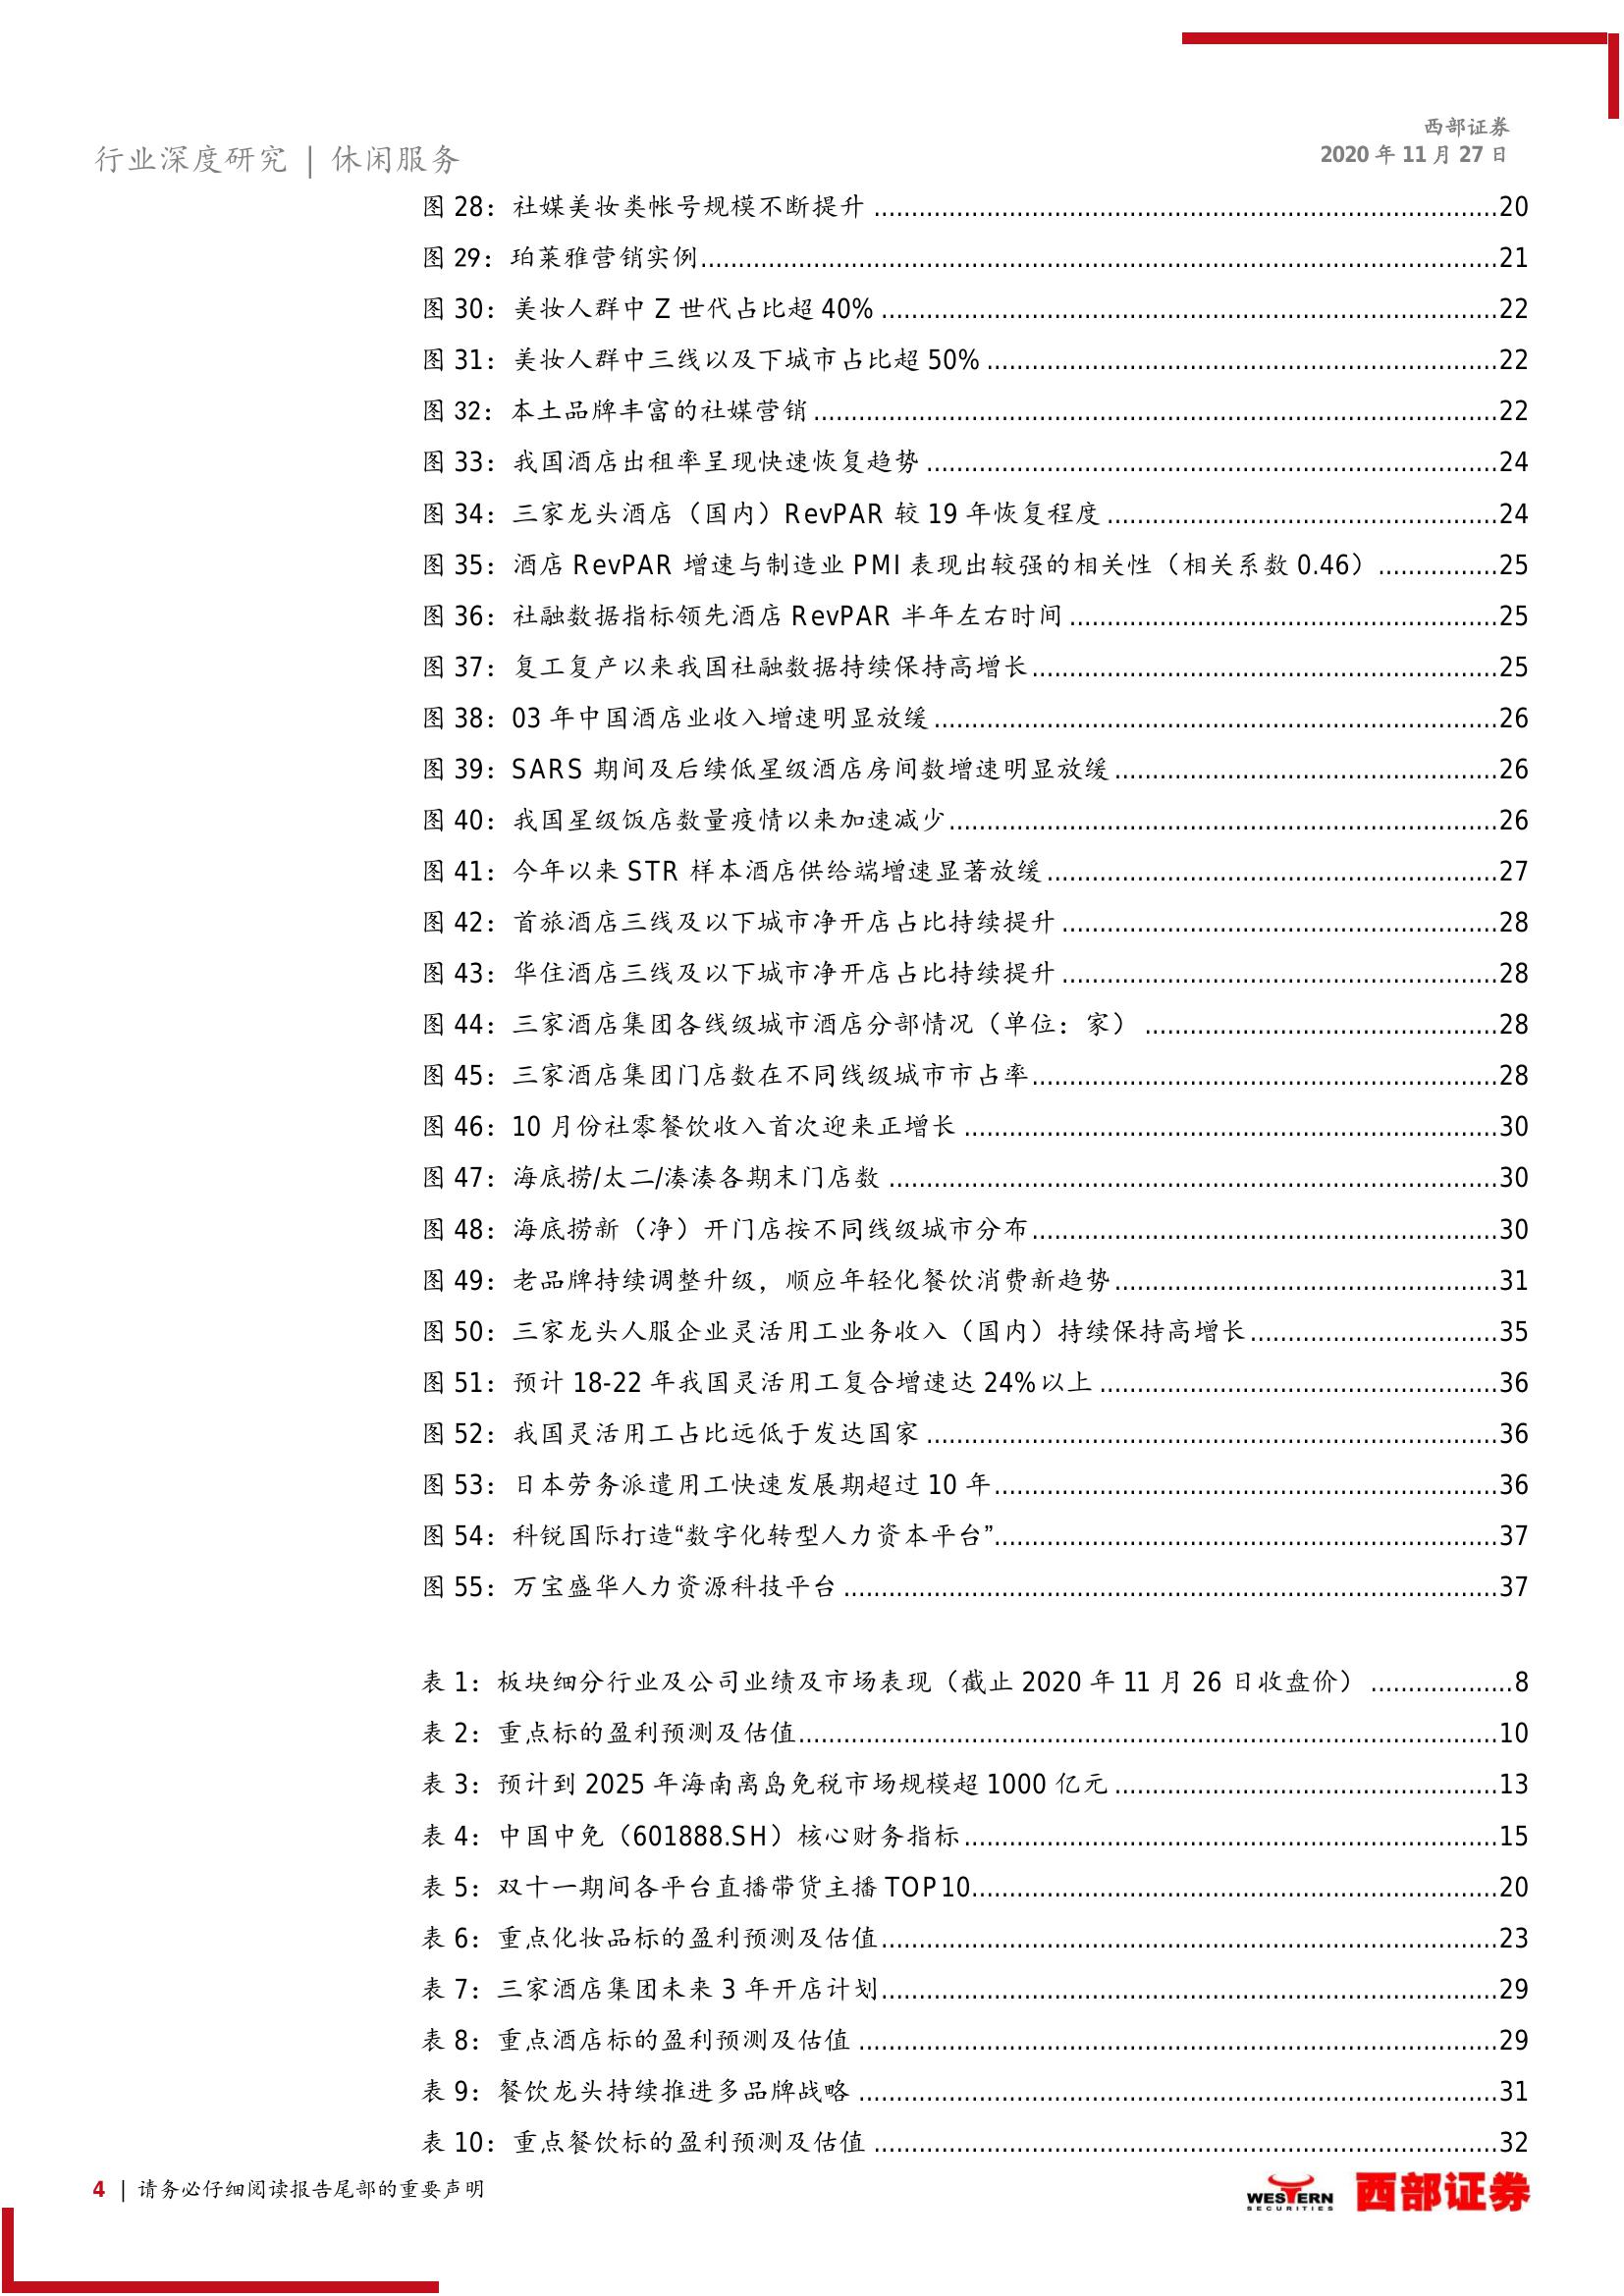 西部证券
2020 年 11 月 27 日
行业深度研究 | 休闲服务
图 28：社媒美妆类帐号规模不断提升 ........ 20
图 29：珀莱雅营销实例 ........ 21
图 30：美妆人群中 Z 世代占比超 40% ........ 22
图 31：美妆人群中三线以及下城市占比超 50% ........ 22
图 32：本土品牌丰富的社媒营销 ........ 22
图 33：我国酒店出租率呈现快速恢复趋势 ........ 24
图 34：三家龙头酒店（国内）RevPAR 较 19 年恢复程度 ........ 24
图 35：酒店 RevPAR 增速与制造业 PMI 表现出较强的相关性（相关系数 0.46） ........ 25
图 36：社融数据指标领先酒店 RevPAR 半年左右时间 ........ 25
图 37：复工复产以来我国社融数据持续保持高增长 ........ 25
图 38：03 年中国酒店业收入增速明显放缓 ........ 26
图 39：SARS 期间及后续低星级酒店房间数增速明显放缓 ........ 26
图 40：我国星级饭店数量疫情以来加速减少 ........ 26
图 41：今年以来 STR 样本酒店供给端增速显著放缓 ........ 27
图 42：首旅酒店三线及以下城市净开店占比持续提升 ........ 28
图 43：华住酒店三线及以下城市净开店占比持续提升 ........ 28
图 44：三家酒店集团各线级城市酒店分部情况（单位：家） ........ 28
图 45：三家酒店集团门店数在不同线级城市市占率 ........ 28
图 46：10 月份社零餐饮收入首次迎来正增长 ........ 30
图 47：海底捞/太二/湊湊各期末门店数 ........ 30
图 48：海底捞新（净）开门店按不同线级城市分布 ........ 30
图 49：老品牌持续调整升级，顺应年轻化餐饮消费新趋势 ........ 31
图 50：三家龙头人服企业灵活用工业务收入（国内）持续保持高增长 ........ 35
图 51：预计 18-22 年我国灵活用工复合增速达 24%以上 ........ 36
图 52：我国灵活用工占比远低于发达国家 ........ 36
图 53：日本劳务派遣用工快速发展期超过 10 年 ........ 36
图 54：科锐国际打造“数字化转型人力资本平台” ........ 37
图 55：万宝盛华人力资源科技平台 ........ 37
表 1：板块细分行业及公司业绩及市场表现（截止 2020 年 11 月 26 日收盘价） ........ 8
表 2：重点标的盈利预测及估值 ........ 10
表 3：预计到 2025 年海南离岛免税市场规模超 1000 亿元 ........ 13
表 4：中国中免（601888.SH）核心财务指标 ........ 15
表 5：双十一期间各平台直播带货主播 TOP10 ........ 20
表 6：重点化妆品标的盈利预测及估值 ........ 23
表 7：三家酒店集团未来 3 年开店计划 ........ 29
表 8：重点酒店标的盈利预测及估值 ........ 29
表 9：餐饮龙头持续推进多品牌战略 ........ 31
表 10：重点餐饮标的盈利预测及估值 ........ 32
4 | 请务必仔细阅读报告尾部的重要声明
WESTERN
SECURITIES
西部证券